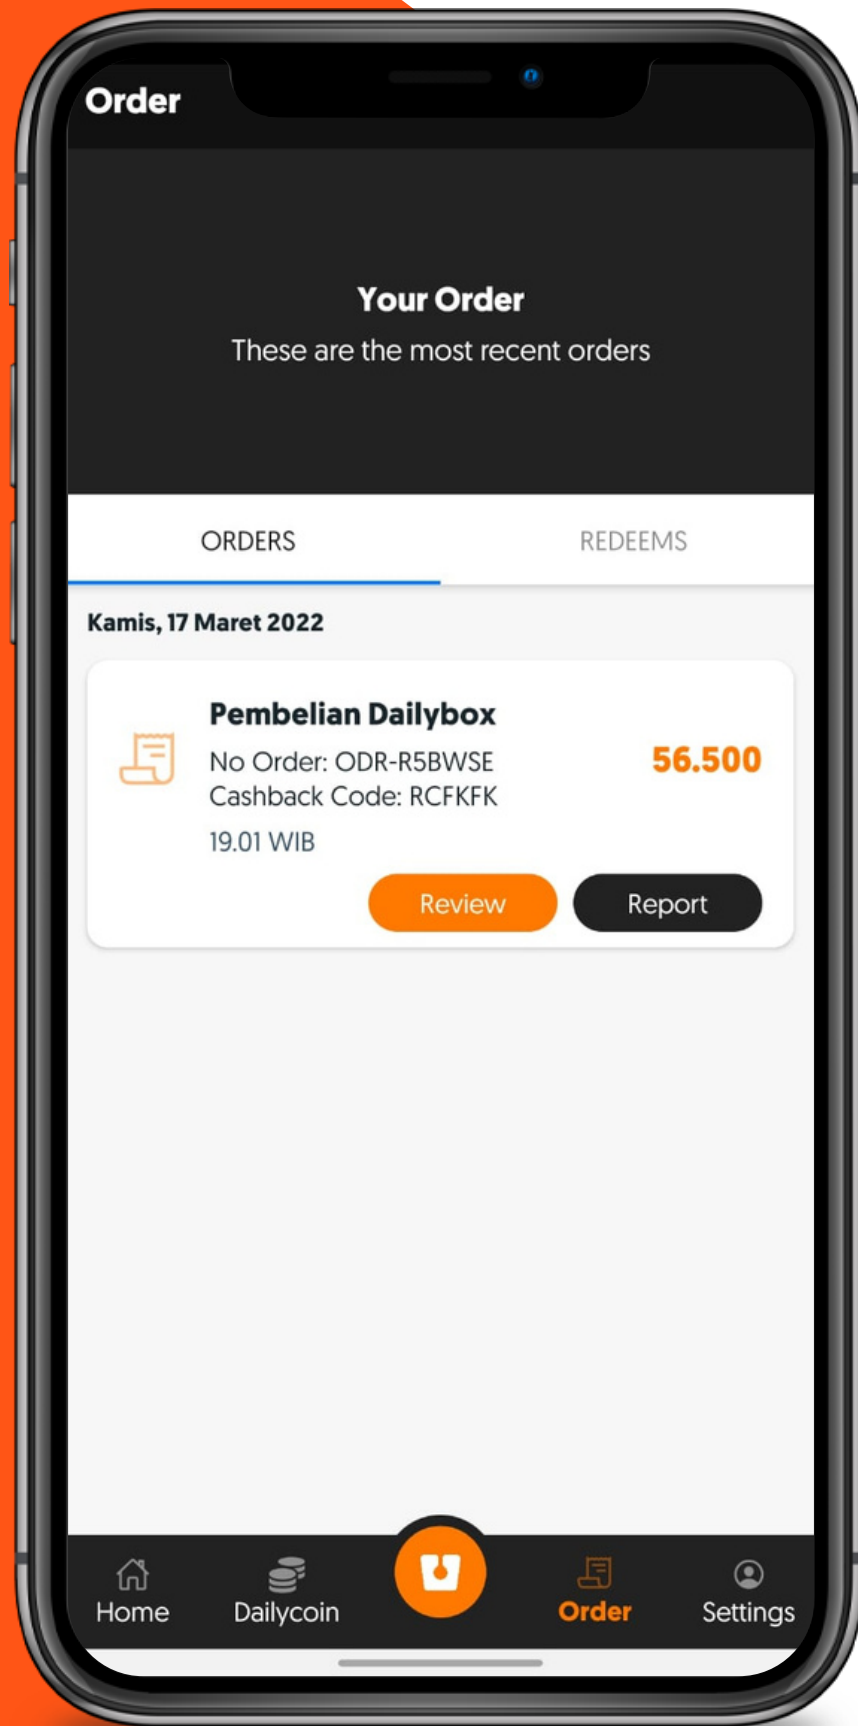 Order
Your Order
These are the most recent orders
ORDERS
REDEEMS
Kamis, 17 Maret 2022
Pembelian Dailybox
No Order: ODR-R5BWSE
56.500
Cashback Code: RCFKFK
19.01 WIB
Review
Report
Home
Dailycoin
Order
Settings